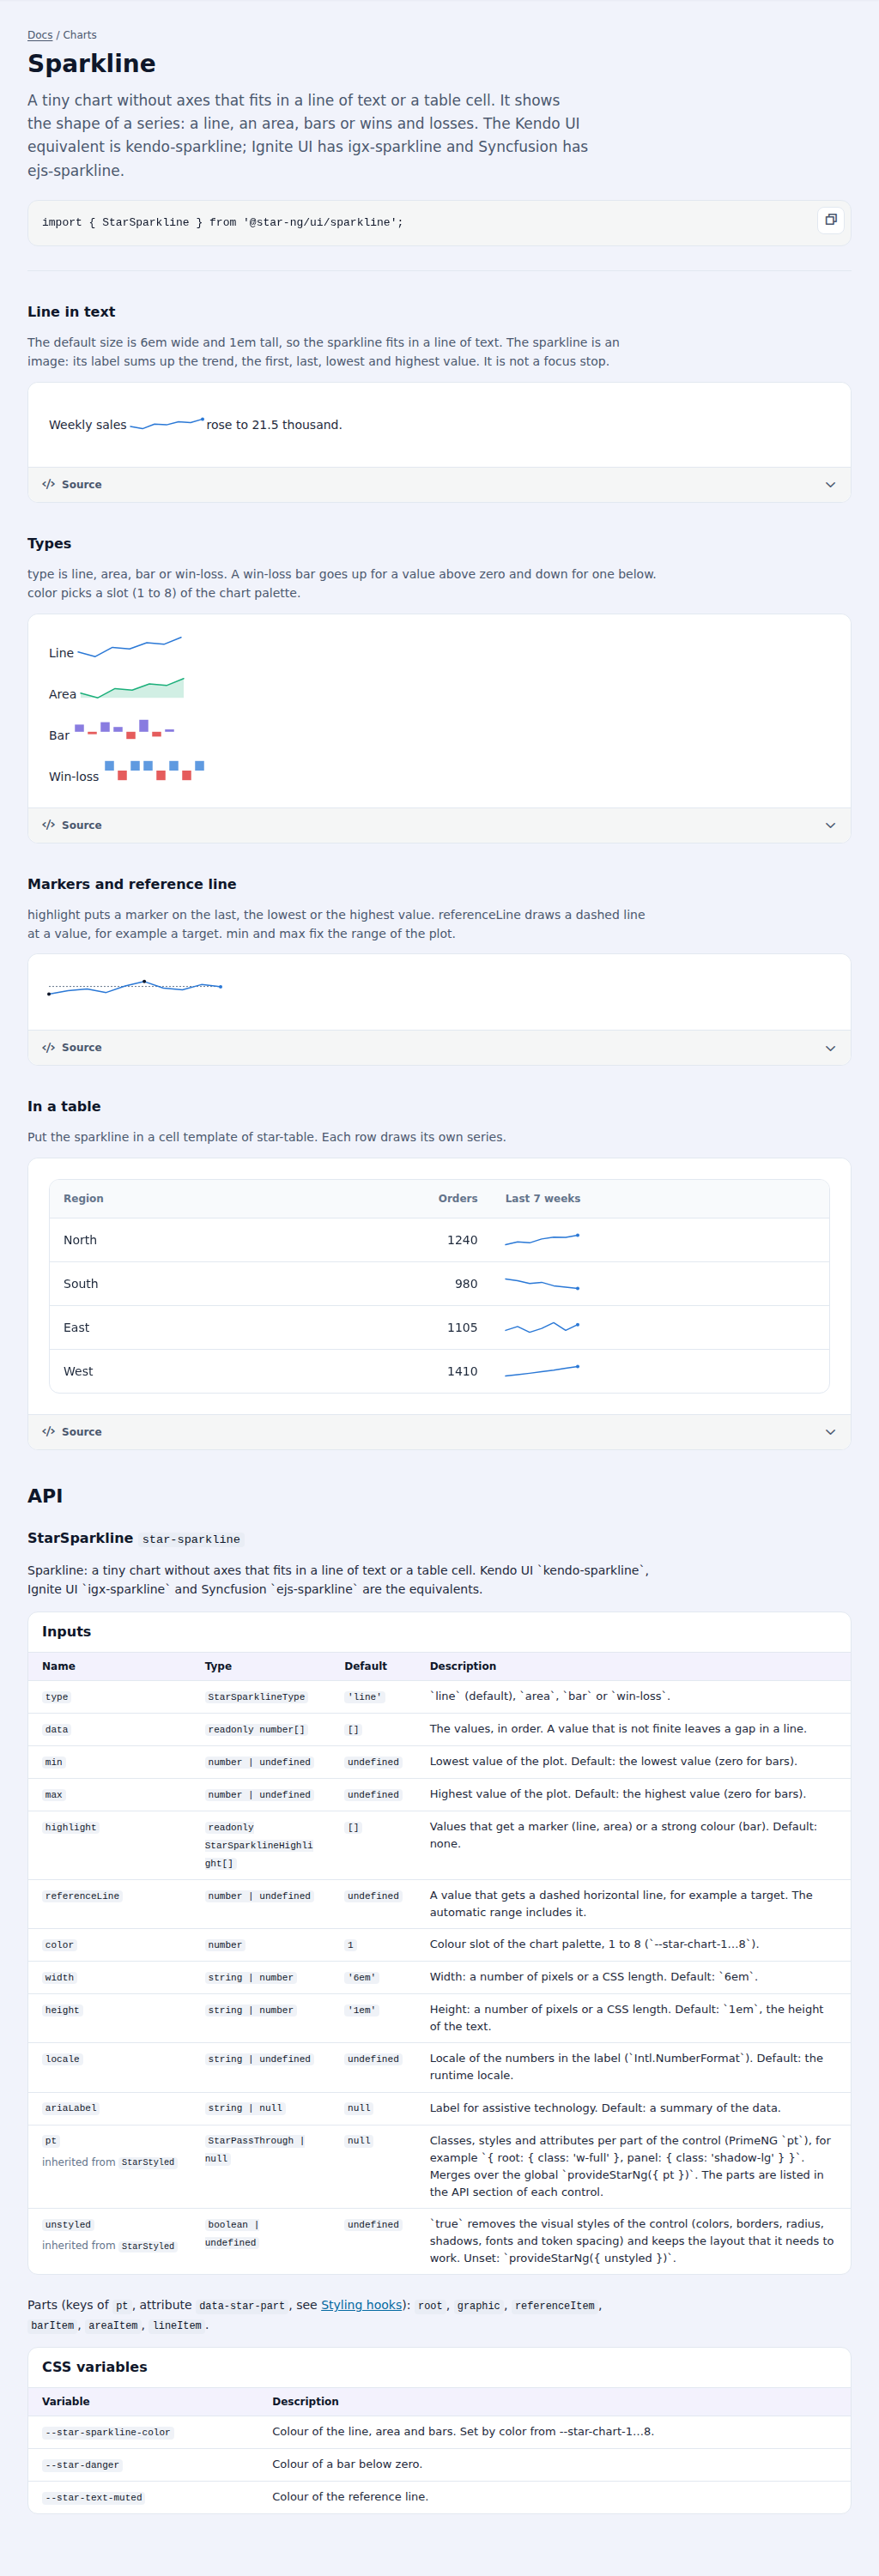 Docs / Charts
Sparkline
A tiny chart without axes that fits in a line of text or a table cell. It shows
the shape of a series: a line, an area, bars or wins and losses. The Kendo UI
equivalent is kendo-sparkline; Ignite UI has igx-sparkline and Syncfusion has
ejs-sparkline.
import { StarSparkline } from '@star-ng/ui/sparkline';
Line in text
The default size is 6em wide and 1em tall, so the sparkline fits in a line of text. The sparkline is an
image: its label sums up the trend, the first, last, lowest and highest value. It is not a focus stop.
Weekly sales rose to 21.5 thousand.
Source
Types
type is line, area, bar or win-loss. A win-loss bar goes up for a value above zero and down for one below.
color picks a slot (1 to 8) of the chart palette.
Line
Area
Bar
Win-loss
Source
Markers and reference line
highlight puts a marker on the last, the lowest or the highest value. referenceLine draws a dashed line
at a value, for example a target. min and max fix the range of the plot.
Source
In a table
Put the sparkline in a cell template of star-table. Each row draws its own series.
Region Orders Last 7 weeks
North 1240
South 980
East 1105
West 1410
Source
API
StarSparkline star-sparkline
Sparkline: a tiny chart without axes that fits in a line of text or a table cell. Kendo UI `kendo-sparkline`,
Ignite UI `igx-sparkline` and Syncfusion `ejs-sparkline` are the equivalents.
Inputs
Name Type Default Description
type StarSparklineType 'line' `line` (default), `area`, `bar` or `win-loss`.
data readonly number[] [] The values, in order. A value that is not finite leaves a gap in a line.
min number | undefined undefined Lowest value of the plot. Default: the lowest value (zero for bars).
max number | undefined undefined Highest value of the plot. Default: the highest value (zero for bars).
highlight readonly [] Values that get a marker (line, area) or a strong colour (bar). Default:
StarSparklineHighli none.
ght[]
referenceLine number | undefined undefined A value that gets a dashed horizontal line, for example a target. The
automatic range includes it.
color number 1 Colour slot of the chart palette, 1 to 8 (`--star-chart-1…8`).
width string | number '6em' Width: a number of pixels or a CSS length. Default: `6em`.
height string | number '1em' Height: a number of pixels or a CSS length. Default: `1em`, the height
of the text.
locale string | undefined undefined Locale of the numbers in the label (`Intl.NumberFormat`). Default: the
runtime locale.
ariaLabel string | null null Label for assistive technology. Default: a summary of the data.
pt StarPassThrough | null Classes, styles and attributes per part of the control (PrimeNG `pt`), for
inherited from StarStyled null example `{ root: { class: 'w-full' }, panel: { class: 'shadow-lg' } }`.
Merges over the global `provideStarNg({ pt })`. The parts are listed in
the API section of each control.
unstyled boolean | undefined `true` removes the visual styles of the control (colors, borders, radius,
inherited from StarStyled undefined shadows, fonts and token spacing) and keeps the layout that it needs to
work. Unset: `provideStarNg({ unstyled })`.
Parts (keys of pt, attribute data-star-part, see Styling hooks): root, graphic, referenceItem,
barItem, areaItem, lineItem.
CSS variables
Variable Description
--star-sparkline-color Colour of the line, area and bars. Set by color from --star-chart-1…8.
--star-danger Colour of a bar below zero.
--star-text-muted Colour of the reference line.